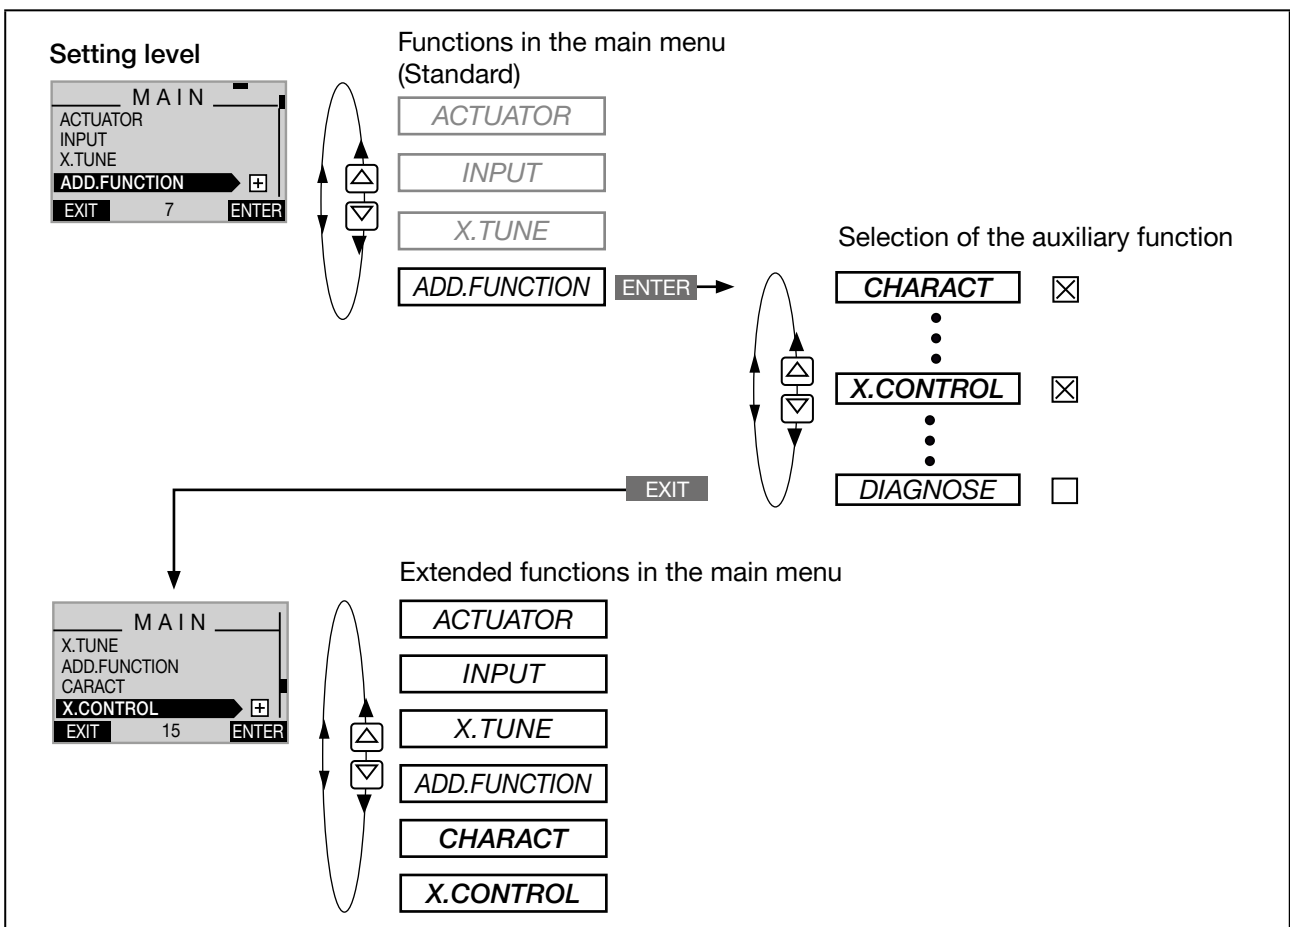 Setting level
MAIN
ACTUATOR
INPUT
X.TUNE
ADD.FUNCTION
EXIT 7 ENTER
Functions in the main menu
(Standard)
ACTUATOR
INPUT
X.TUNE
ADD.FUNCTION ENTER
Selection of the auxiliary function
CHARACT
X.CONTROL
DIAGNOSE
EXIT
MAIN
X.TUNE
ADD.FUNCTION
CARACT
X.CONTROL
EXIT 15 ENTER
Extended functions in the main menu
ACTUATOR
INPUT
X.TUNE
ADD.FUNCTION
CHARACT
X.CONTROL